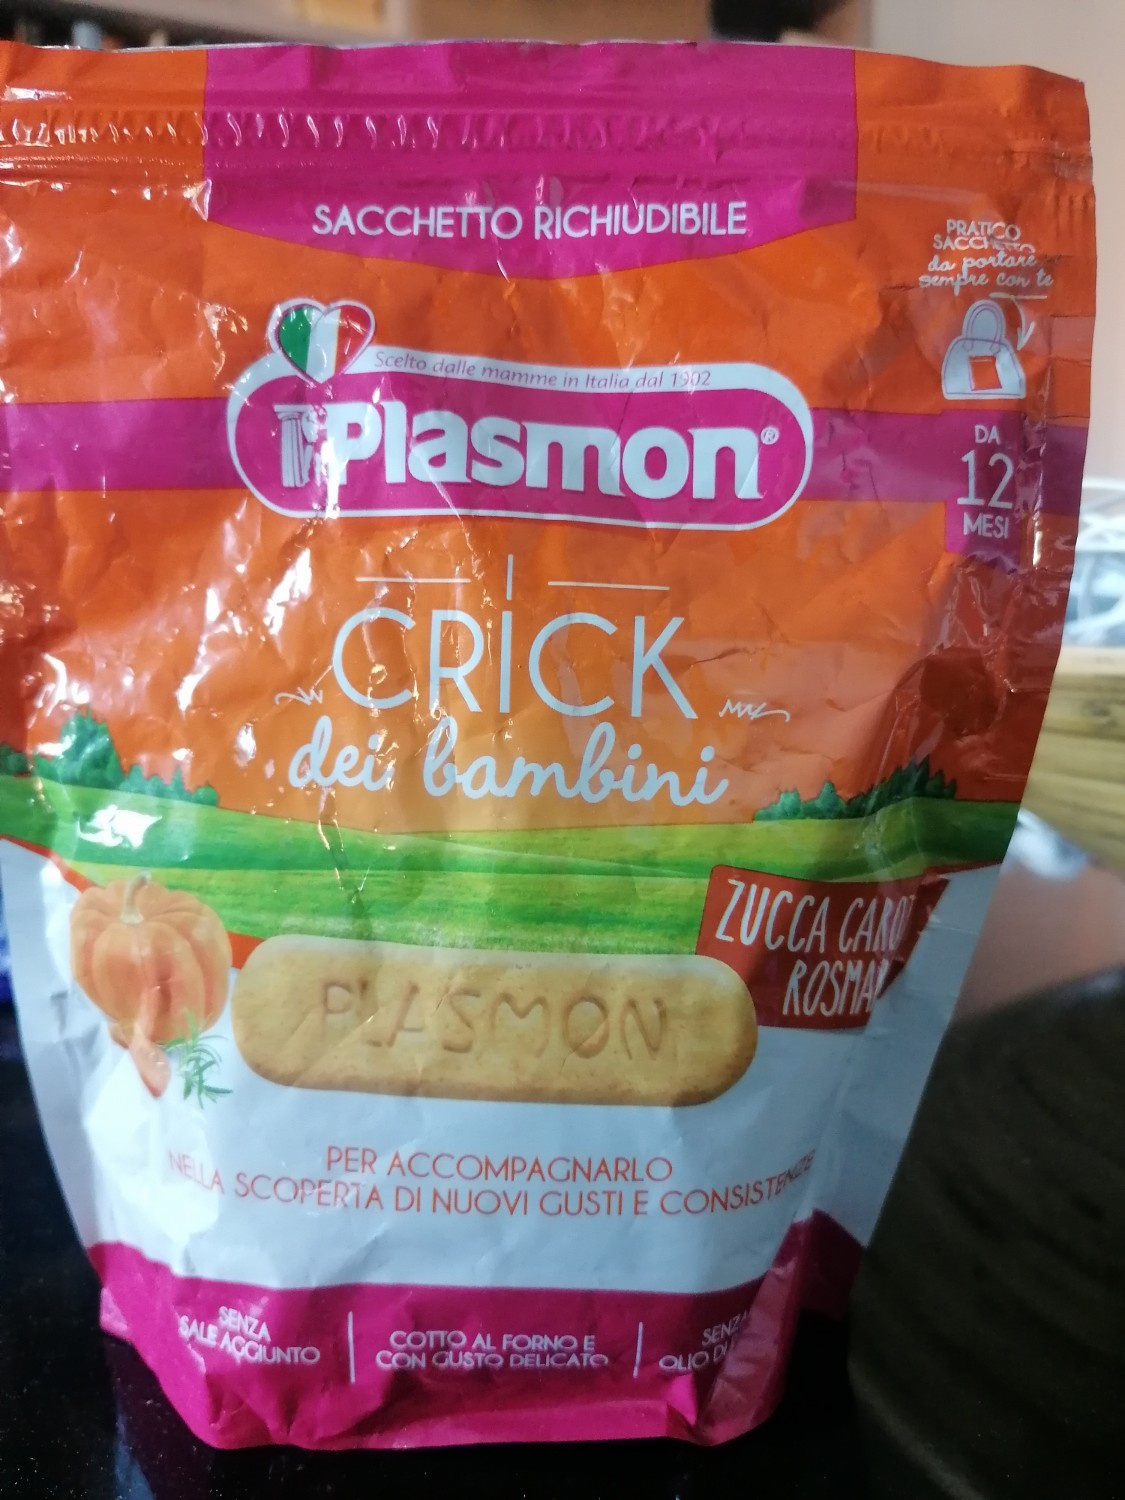 SACCHETTO RICHIUDIBILE
PRATICO
SACCHETTO
da portare
sempre con te
Scelto dalle mamme in Italia dal 1902
Plasmon®
DA
12
MESI
I
CRICK
dei bambini
ZUCCA
PLASMON
PER ACCOMPAGNARLO
NELLA SCOPERTA DI NUOVI GUSTI E CONSISTENZE
SENZA
SALE AGGIUNTO
COTTO AL FORNO E
CON GUSTO DELICATO
OLIO